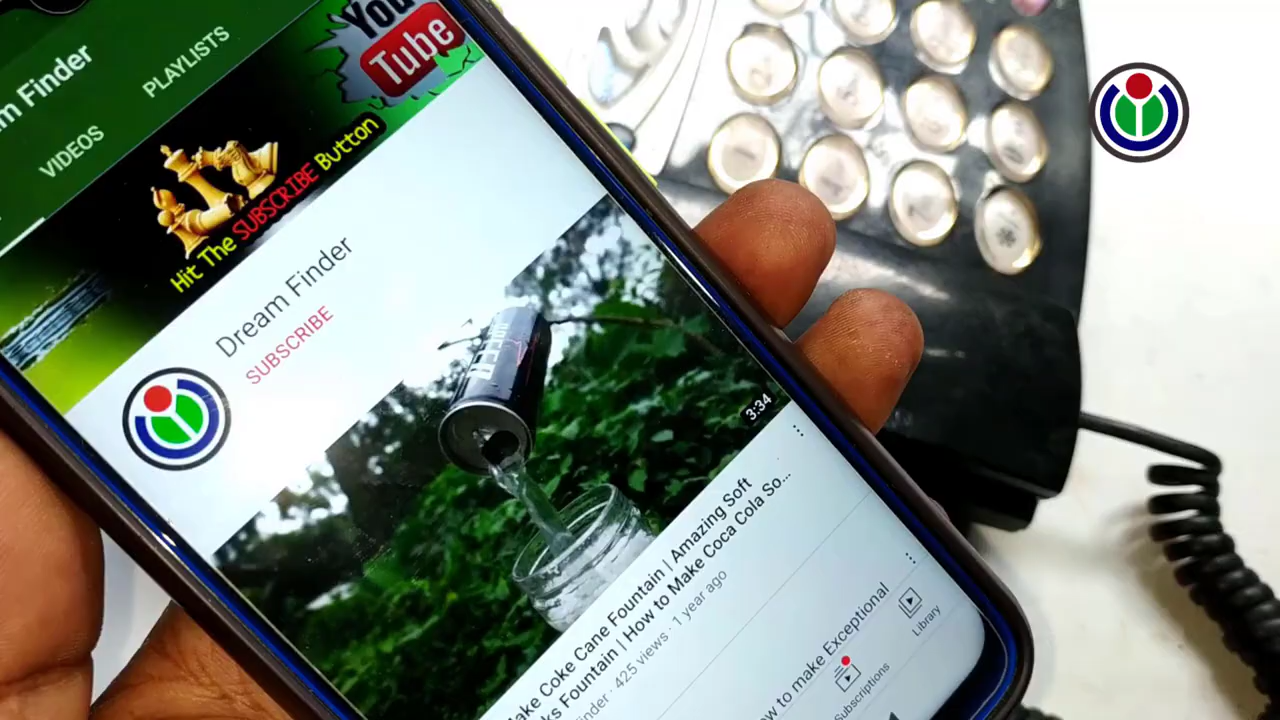 m Finder
VIDEOS
PLAYLISTS
You
Tube
Hit The SUBSCRIBE Button
Dream Finder
SUBSCRIBE
3:34
ake Coke Cane Fountain | Amazing Soft
ks Fountain | How to Make Coca Cola So...
inder · 425 views · 1 year ago
ow to make Exceptional
Subscriptions
Library